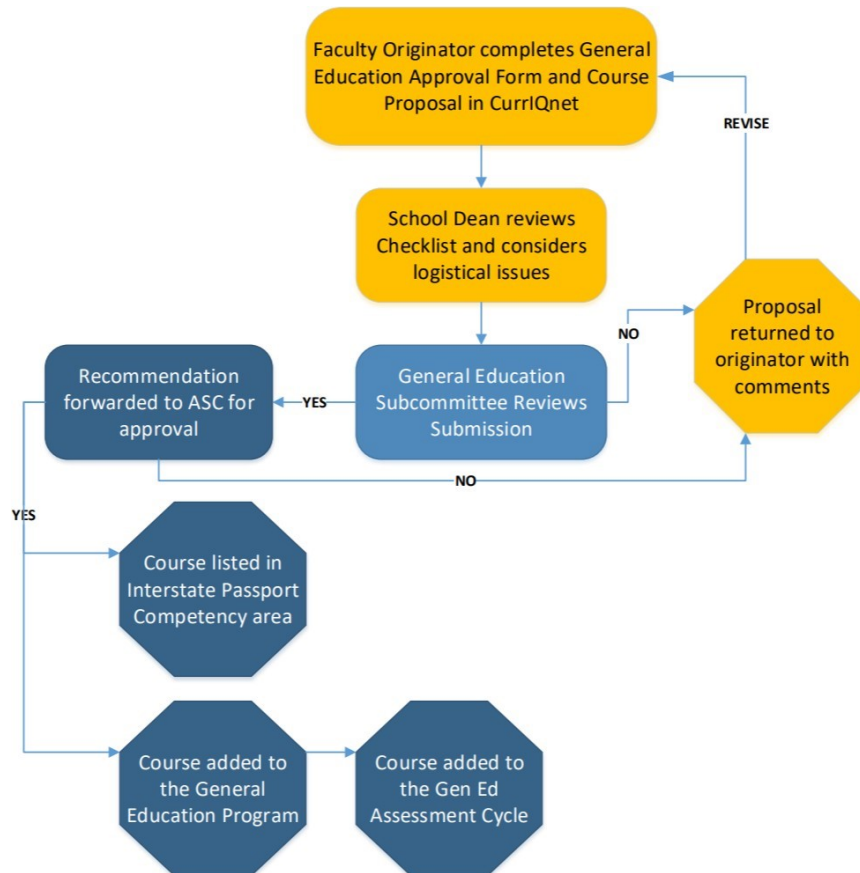 Faculty Originator completes General
Education Approval Form and Course
Proposal in CurrIQnet
REVISE
School Dean reviews
Checklist and considers
logistical issues
Proposal
returned to
originator with
comments
NO
Recommendation
forwarded to ASC for
approval
YES
General Education
Subcommittee Reviews
Submission
NO
YES
Course listed in
Interstate Passport
Competency area
Course added to
the General
Education Program
Course added to
the Gen Ed
Assessment Cycle